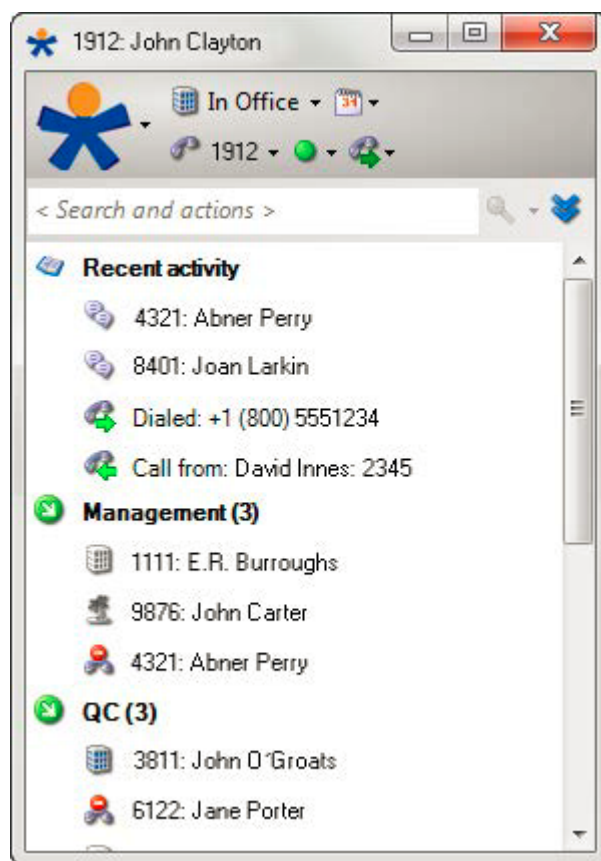 1912: John Clayton
In Office
31
1912
< Search and actions >
Recent activity
4321: Abner Perry
8401: Joan Larkin
Dialed: +1 (800) 5551234
Call from: David Innes: 2345
Management (3)
1111: E.R. Burroughs
9876: John Carter
4321: Abner Perry
QC (3)
3811: John O´Groats
6122: Jane Porter